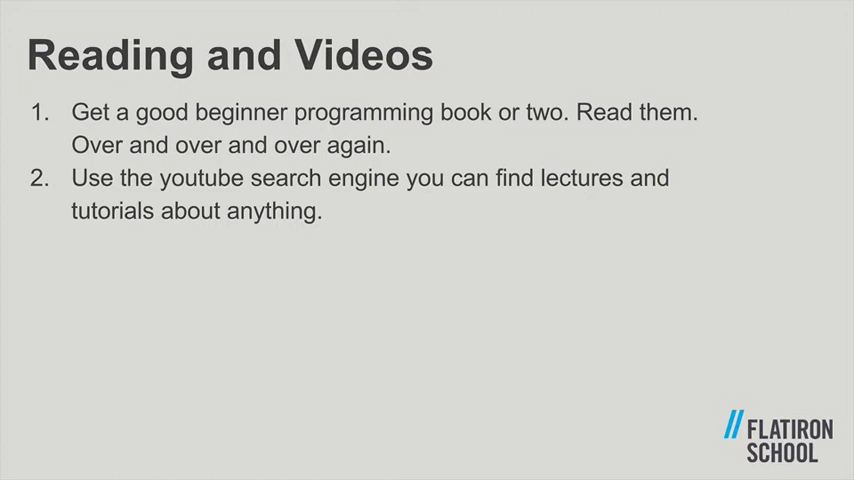 Reading and Videos
1. Get a good beginner programming book or two. Read them.
Over and over and over again.
2. Use the youtube search engine you can find lectures and
tutorials about anything.
FLATIRON
SCHOOL